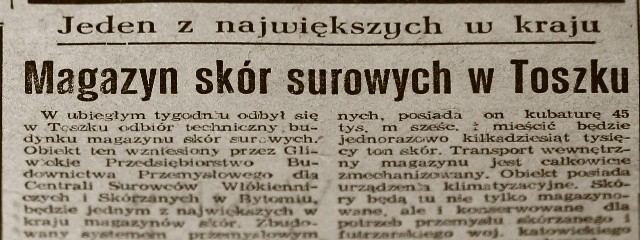 Jeden z największych w kraju
Magazyn skór surowych w Toszku
W ubiegłym tygodniu odbył się
w Toszku odbiór techniczny bu-
dynku magazynu skór surowych.
Obiekt ten wzniesiony przez Gli-
wickie Przedsiębiorstwo Bu-
downictwa Przemysłowego dla
Centrali Surowców Włókienni-
czych i Skórzanych w Bytomiu,
będzie jednym z największych w
kraju magazynów skór. Zbudo-
wany systemem przemysłowym
nych, posiada on kubaturę 45
tys. m sześc. i mieścić będzie
jednorazowo kilkadziesiąt tysię-
cy ton skór. Transport wewnętrz-
ny magazynu jest całkowicie
zmechanizowany. Obiekt posiada
urządzenia klimatyzacyjne. Skó-
ry będą tu nie tylko magazyno-
wane, ale i konserwowane dla
potrzeb przemysłu skórzanego i
futrzarskiego woj. katowickiego